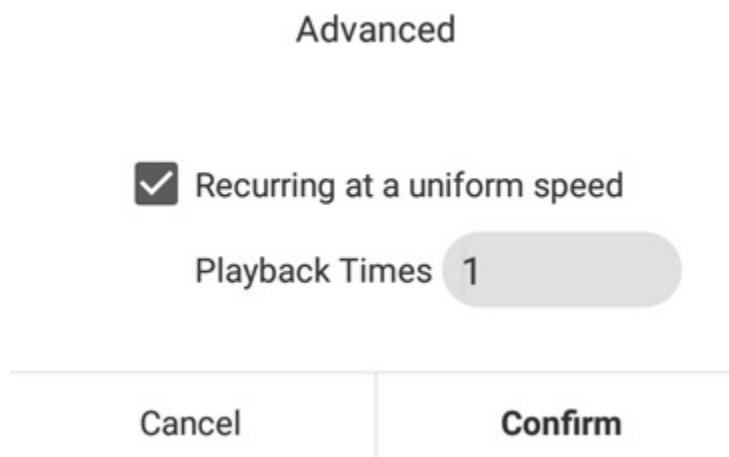 Advanced
Recurring at a uniform speed
Playback Times 1
Cancel Confirm